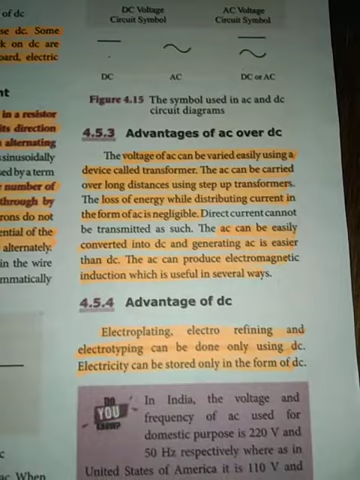 of dc
se dc. Some
k on dc are
oard, electric
nt
in a resistor
its direction
alternating
sinusoidally
sed by a term
number of
through by
rons do not
ential of the
alternately.
in the wire
mmatically
c
ac When
DC Voltage
Circuit Symbol
AC Voltage
Circuit Symbol
DC
AC
DC or AC
Figure 4.15 The symbol used in ac and dc
circuit diagrams
4.5.3 Advantages of ac over dc
The voltage of ac can be varied easily using a
device called transformer. The ac can be carried
over long distances using step up transformers.
The loss of energy while distributing current in
the form of ac is negligible. Direct current cannot
be transmitted as such. The ac can be easily
converted into dc and generating ac is easier
than dc. The ac can produce electromagnetic
induction which is useful in several ways.
4.5.4 Advantage of dc
Electroplating, electro refining and
electrotyping can be done only using dc.
Electricity can be stored only in the form of dc.
DO
YOU
KNOW?
In India, the voltage and
frequency of ac used for
domestic purpose is 220 V and
50 Hz respectively where as in
United States of America it is 110 V and